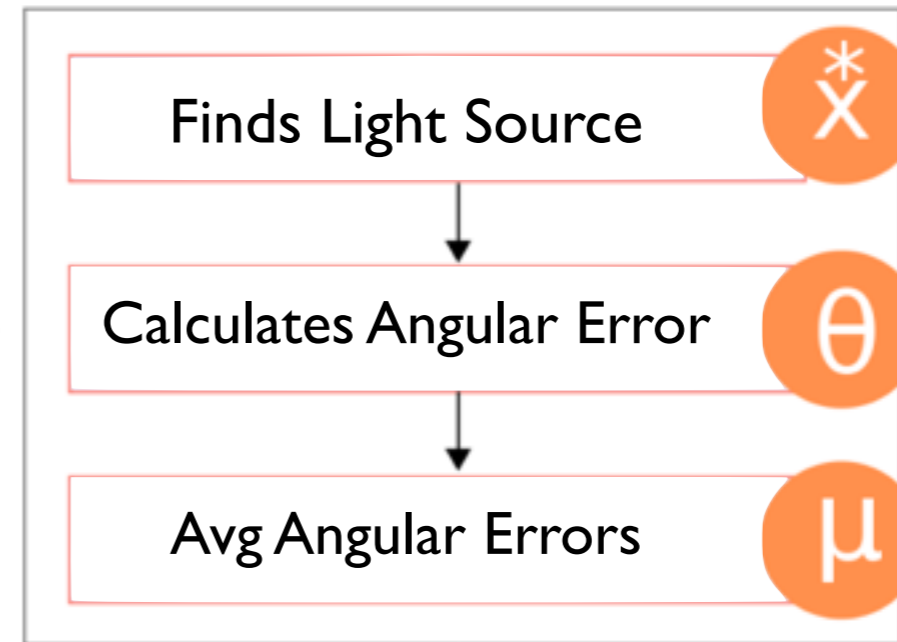 Finds Light Source
x*
Calculates Angular Error
θ
Avg Angular Errors
μ